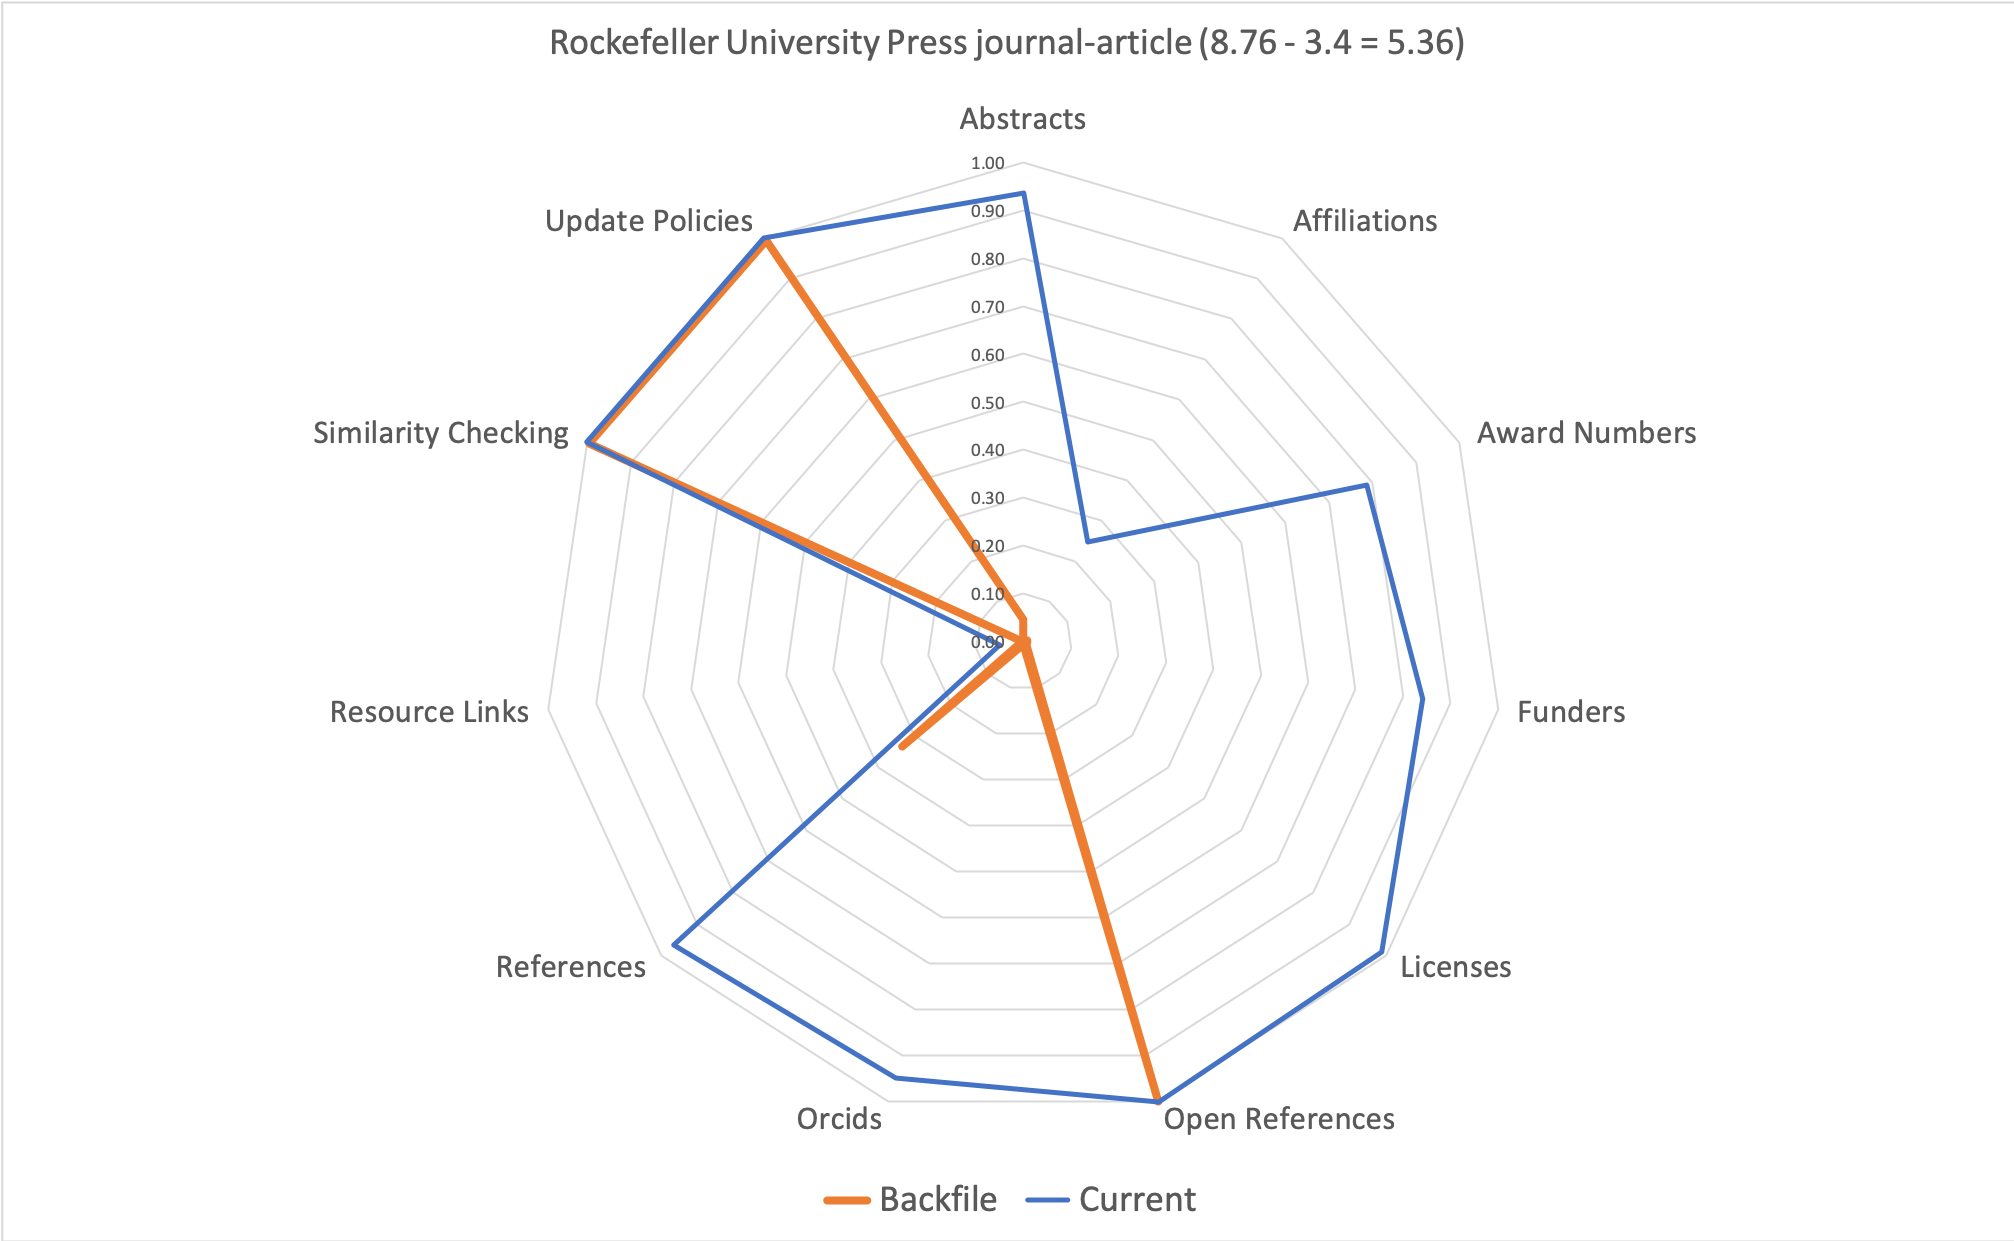 Rockefeller University Press journal-article (8.76 - 3.4 = 5.36)
Abstracts
1.00
Update Policies
Affiliations
0.90
0.80
0.70
0.60
0.50
Similarity Checking
Award Numbers
0.40
0.30
0.20
0.10
0.00
Resource Links
Funders
References
Licenses
Orcids
Open References
Backfile
Current